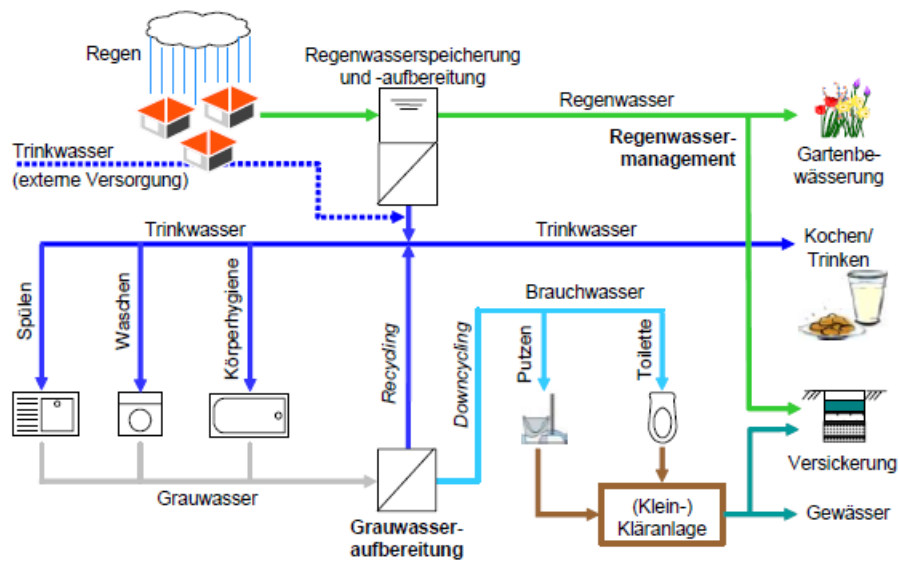 Regen
Regenwasserspeicherung
und -aufbereitung
Regenwasser
Regenwasser-
management
Gartenbe-
wässerung
Trinkwasser
(externe Versorgung)
Trinkwasser
Trinkwasser
Kochen/
Trinken
Spülen
Waschen
Körperhygiene
Recycling
Downcycling
Brauchwasser
Putzen
Toilette
Versickerung
Grauwasser
Grauwasser-
aufbereitung
(Klein-)
Kläranlage
Gewässer